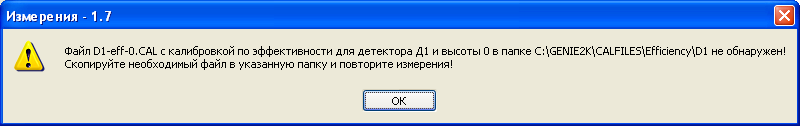 Измерения - 1.7
Файл D1-eff-0.CAL с калибровкой по эффективности для детектора Д1 и высоты 0 в папке C:\GENIE2K\CALFILES\Efficiency\D1 не обнаружен!
Скопируйте необходимый файл в указанную папку и повторите измерения!
OK